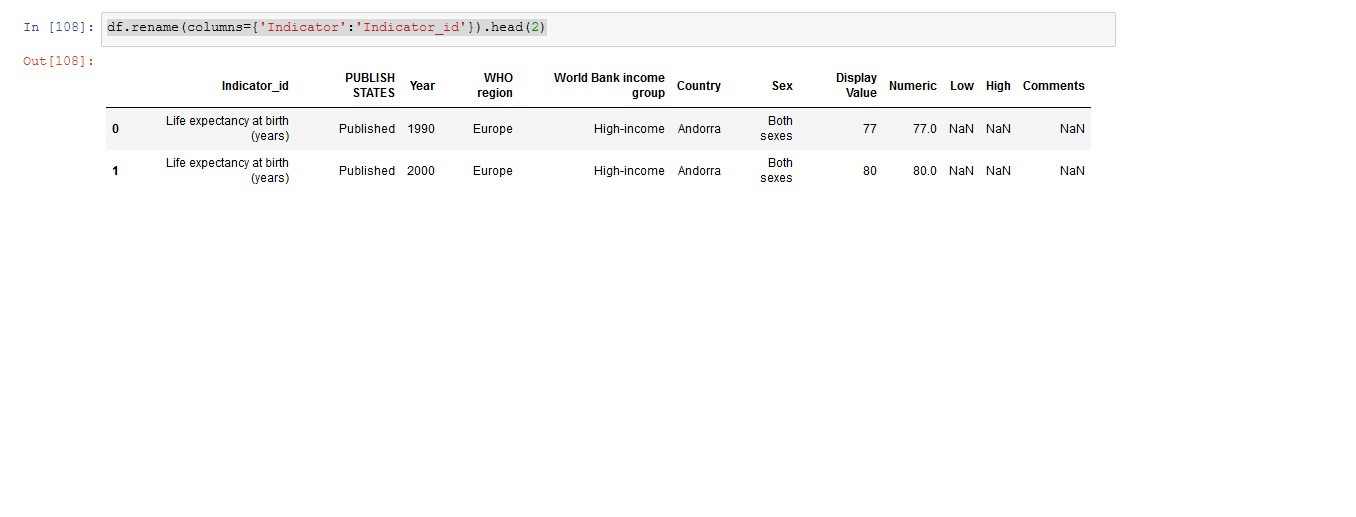 In [108]: df.rename(columns={'Indicator':'Indicator_id'}).head(2)
Out[108]:
Indicator_id PUBLISH STATES Year WHO region World Bank income group Country Sex Display Value Numeric Low High Comments
0 Life expectancy at birth (years) Published 1990 Europe High-income Andorra Both sexes 77 77.0 NaN NaN NaN
1 Life expectancy at birth (years) Published 2000 Europe High-income Andorra Both sexes 80 80.0 NaN NaN NaN